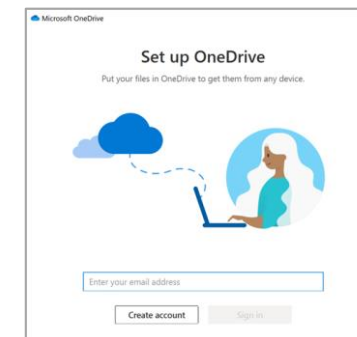 Microsoft OneDrive
Set up OneDrive
Put your files in OneDrive to get them from any device.
Enter your email address
Create account
Sign in